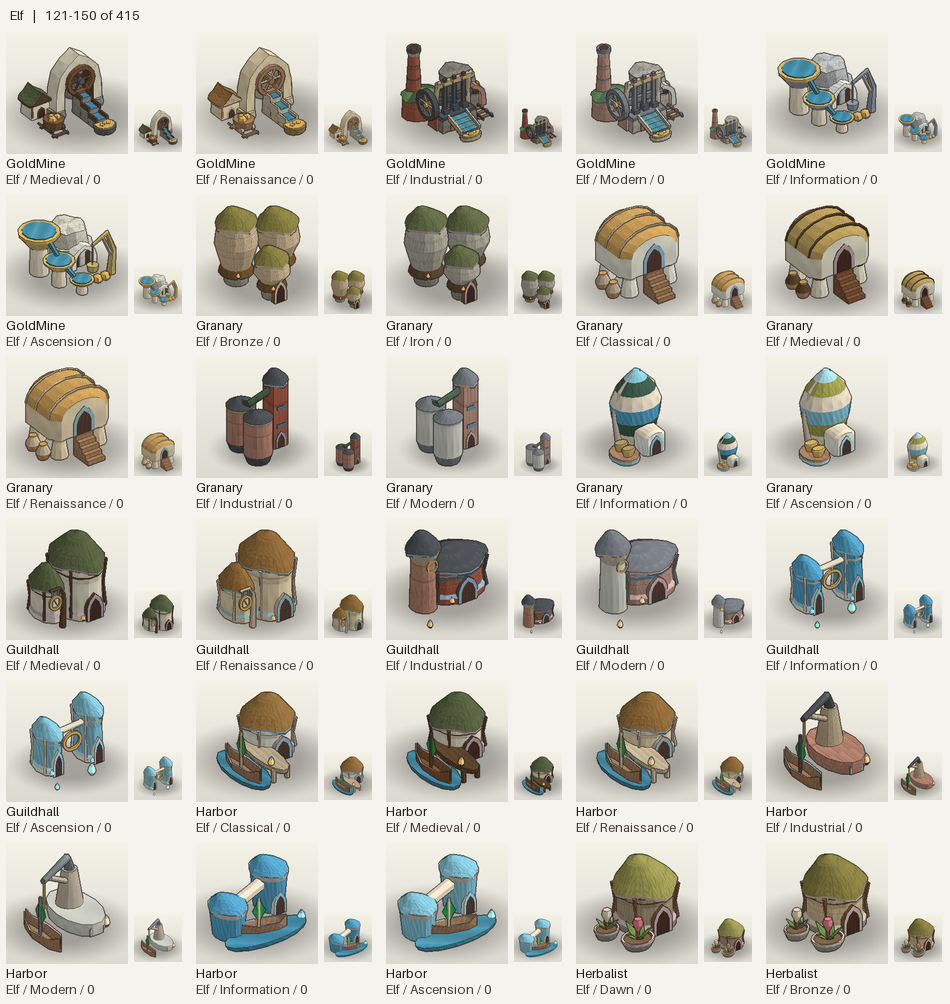 Elf | 121-150 of 415
GoldMine
Elf / Medieval / 0
GoldMine
Elf / Renaissance / 0
GoldMine
Elf / Industrial / 0
GoldMine
Elf / Modern / 0
GoldMine
Elf / Information / 0
GoldMine
Elf / Ascension / 0
Granary
Elf / Bronze / 0
Granary
Elf / Iron / 0
Granary
Elf / Classical / 0
Granary
Elf / Medieval / 0
Granary
Elf / Renaissance / 0
Granary
Elf / Industrial / 0
Granary
Elf / Modern / 0
Granary
Elf / Information / 0
Granary
Elf / Ascension / 0
Guildhall
Elf / Medieval / 0
Guildhall
Elf / Renaissance / 0
Guildhall
Elf / Industrial / 0
Guildhall
Elf / Modern / 0
Guildhall
Elf / Information / 0
Guildhall
Elf / Ascension / 0
Harbor
Elf / Classical / 0
Harbor
Elf / Medieval / 0
Harbor
Elf / Renaissance / 0
Harbor
Elf / Industrial / 0
Harbor
Elf / Modern / 0
Harbor
Elf / Information / 0
Harbor
Elf / Ascension / 0
Herbalist
Elf / Dawn / 0
Herbalist
Elf / Bronze / 0